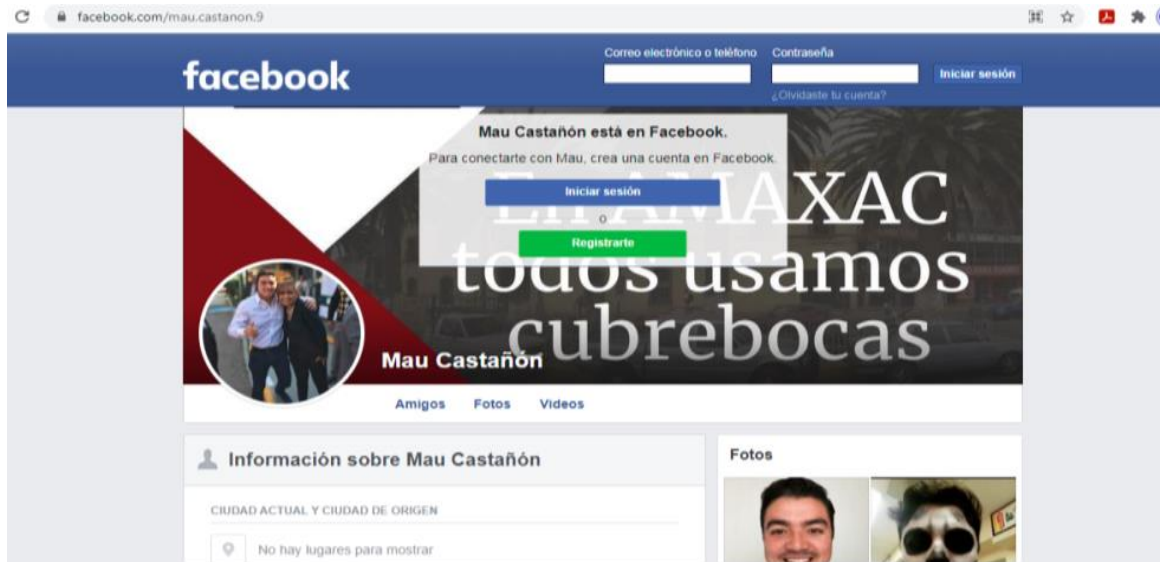 facebook.com/mau.castanon.9
facebook
Correo electrónico o teléfono
Contraseña
Iniciar sesión
¿Olvidaste tu cuenta?
Mau Castañón está en Facebook.
Para conectarte con Mau, crea una cuenta en Facebook.
Iniciar sesión
o
Registrarte
En AMAXAC
todos usamos
cubrebocas
Mau Castañón
Amigos Fotos Videos
Información sobre Mau Castañón
CIUDAD ACTUAL Y CIUDAD DE ORIGEN
No hay lugares para mostrar
Fotos